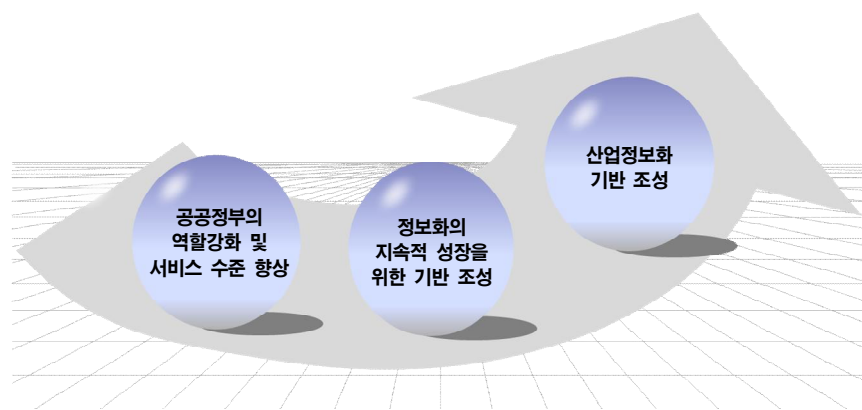 공공정부의
역할강화 및
서비스 수준 향상
정보화의
지속적 성장을
위한 기반 조성
산업정보화
기반 조성